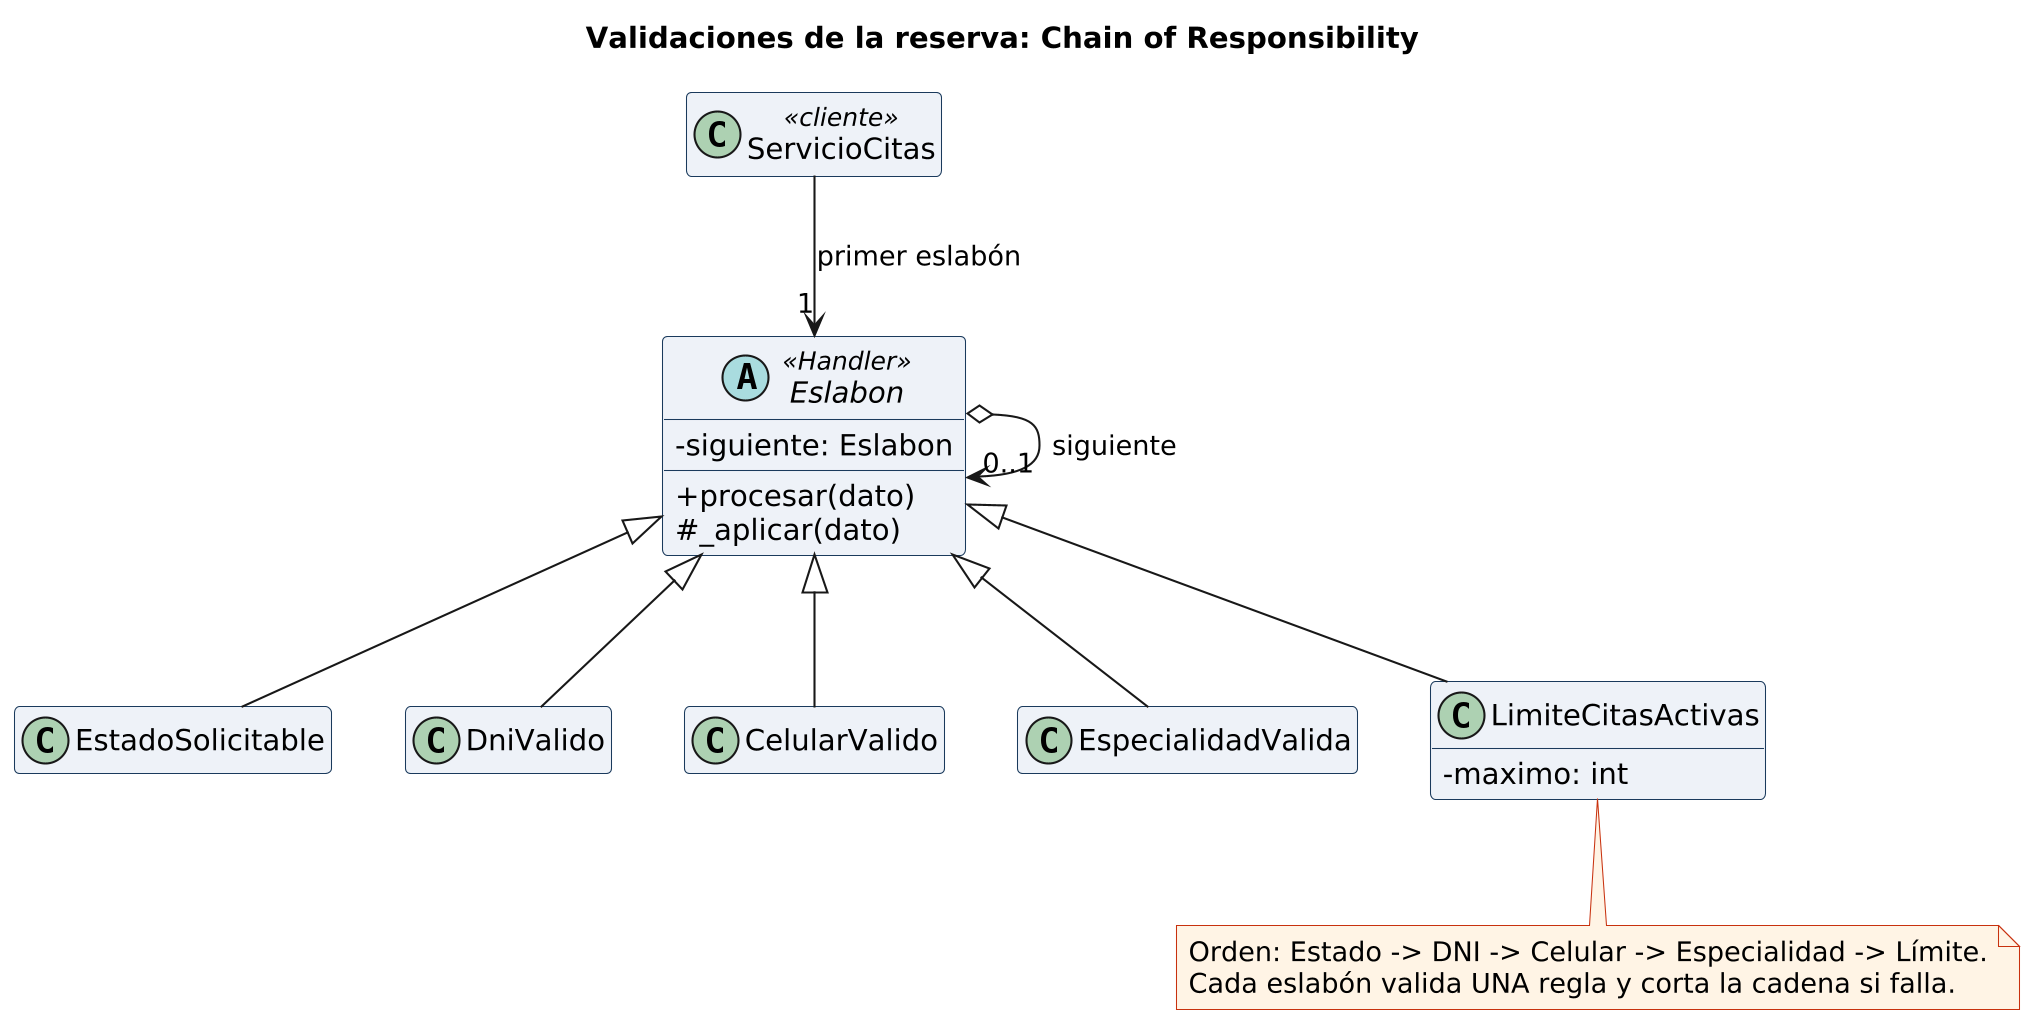 Validaciones de la reserva: Chain of Responsibility
C
«cliente»
ServicioCitas
primer eslabón
1
A
«Handler»
Eslabon
-siguiente: Eslabon
siguiente
0..1
+procesar(dato)
#_aplicar(dato)
C EstadoSolicitable
C DniValido
C CelularValido
C EspecialidadValida
C LimiteCitasActivas
-maximo: int
Orden: Estado -> DNI -> Celular -> Especialidad -> Límite.
Cada eslabón valida UNA regla y corta la cadena si falla.